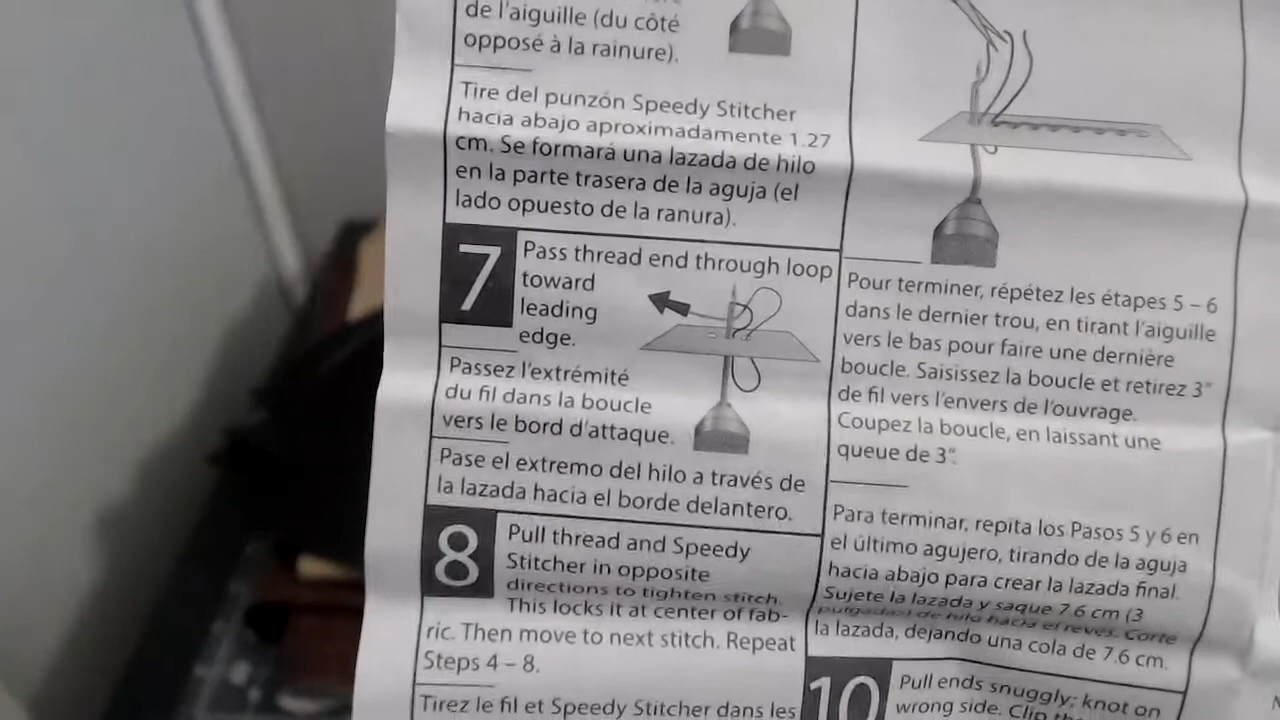 de l'aiguille (du côté
opposé à la rainure).
Tire del punzón Speedy Stitcher
hacia abajo aproximadamente 1.27
cm. Se formará una lazada de hilo
en la parte trasera de la aguja (el
lado opuesto de la ranura).
7
Pass thread end through loop
toward
leading
edge.
Passez l'extrémité
du fil dans la boucle
vers le bord d'attaque.
Pase el extremo del hilo a través de
la lazada hacia el borde delantero.
8
Pull thread and Speedy
Stitcher in opposite
directions to tighten stitch.
This locks it at center of fab-
ric. Then move to next stitch. Repeat
Steps 4 – 8.
Tirez le fil et Speedy Stitcher dans les
Pour terminer, répétez les étapes 5 – 6
dans le dernier trou, en tirant l'aiguille
vers le bas pour faire une dernière
boucle. Saisissez la boucle et retirez 3"
de fil vers l'envers de l'ouvrage.
Coupez la boucle, en laissant une
queue de 3".
Para terminar, repita los Pasos 5 y 6 en
el último agujero, tirando de la aguja
hacia abajo para crear la lazada final.
Sujete la lazada y saque 7.6 cm (3
pulgadas) de hilo hacia el revés. Corte
la lazada, dejando una cola de 7.6 cm.
10
Pull ends snuggly; knot on
wrong side. Clip